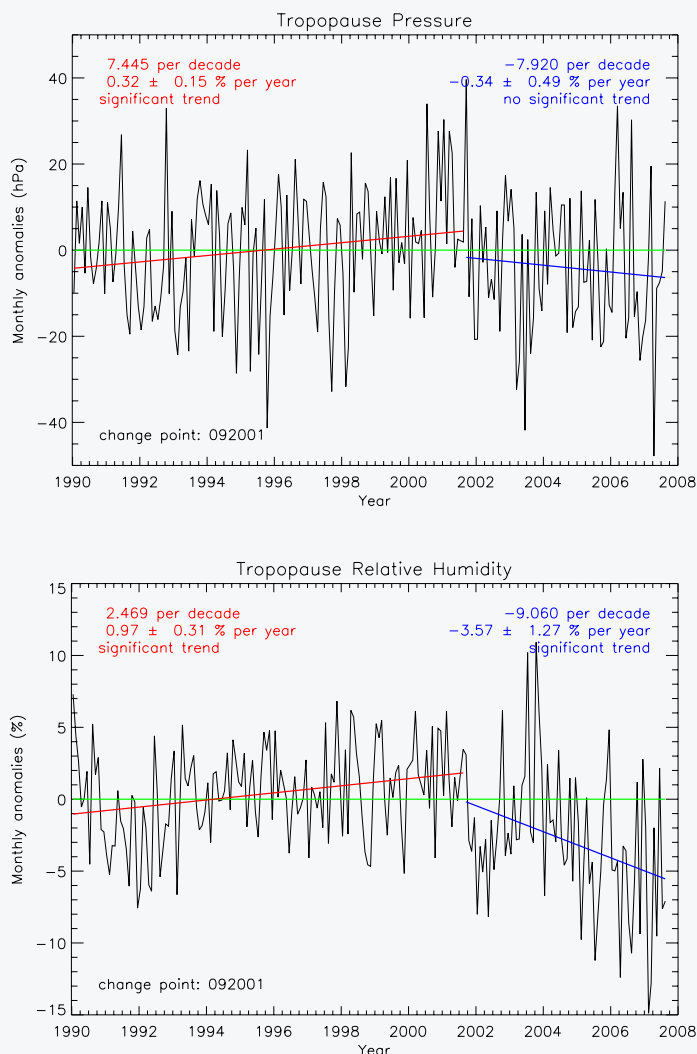 Tropopause Pressure
7.445 per decade
0.32 ± 0.15 % per year
significant trend
−7.920 per decade
−0.34 ± 0.49 % per year
no significant trend
Monthly anomalies (hPa)
40
20
0
−20
−40
change point: 092001
1990 1992 1994 1996 1998 2000 2002 2004 2006 2008
Year
Tropopause Relative Humidity
2.469 per decade
0.97 ± 0.31 % per year
significant trend
−9.060 per decade
−3.57 ± 1.27 % per year
significant trend
Monthly anomalies (%)
15
10
5
0
−5
−10
−15
change point: 092001
1990 1992 1994 1996 1998 2000 2002 2004 2006 2008
Year